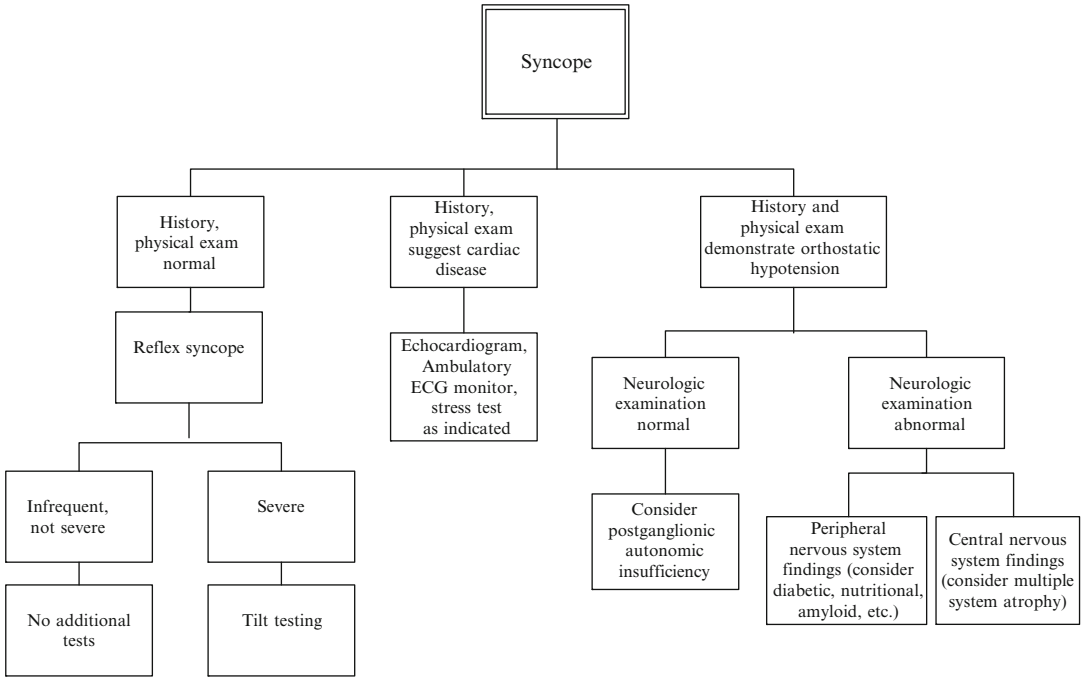 Syncope
History,
physical exam
normal
History,
physical exam
suggest cardiac
disease
History and
physical exam
demonstrate orthostatic
hypotension
Reflex syncope
Echocardiogram,
Ambulatory
ECG monitor,
stress test
as indicated
Neurologic
examination
normal
Neurologic
examination
abnormal
Infrequent,
not severe
Severe
Consider
postganglionic
autonomic
insufficiency
Peripheral
nervous system
findings (consider
diabetic, nutritional,
amyloid, etc.)
Central nervous
system findings
(consider multiple
system atrophy)
No additional
tests
Tilt testing